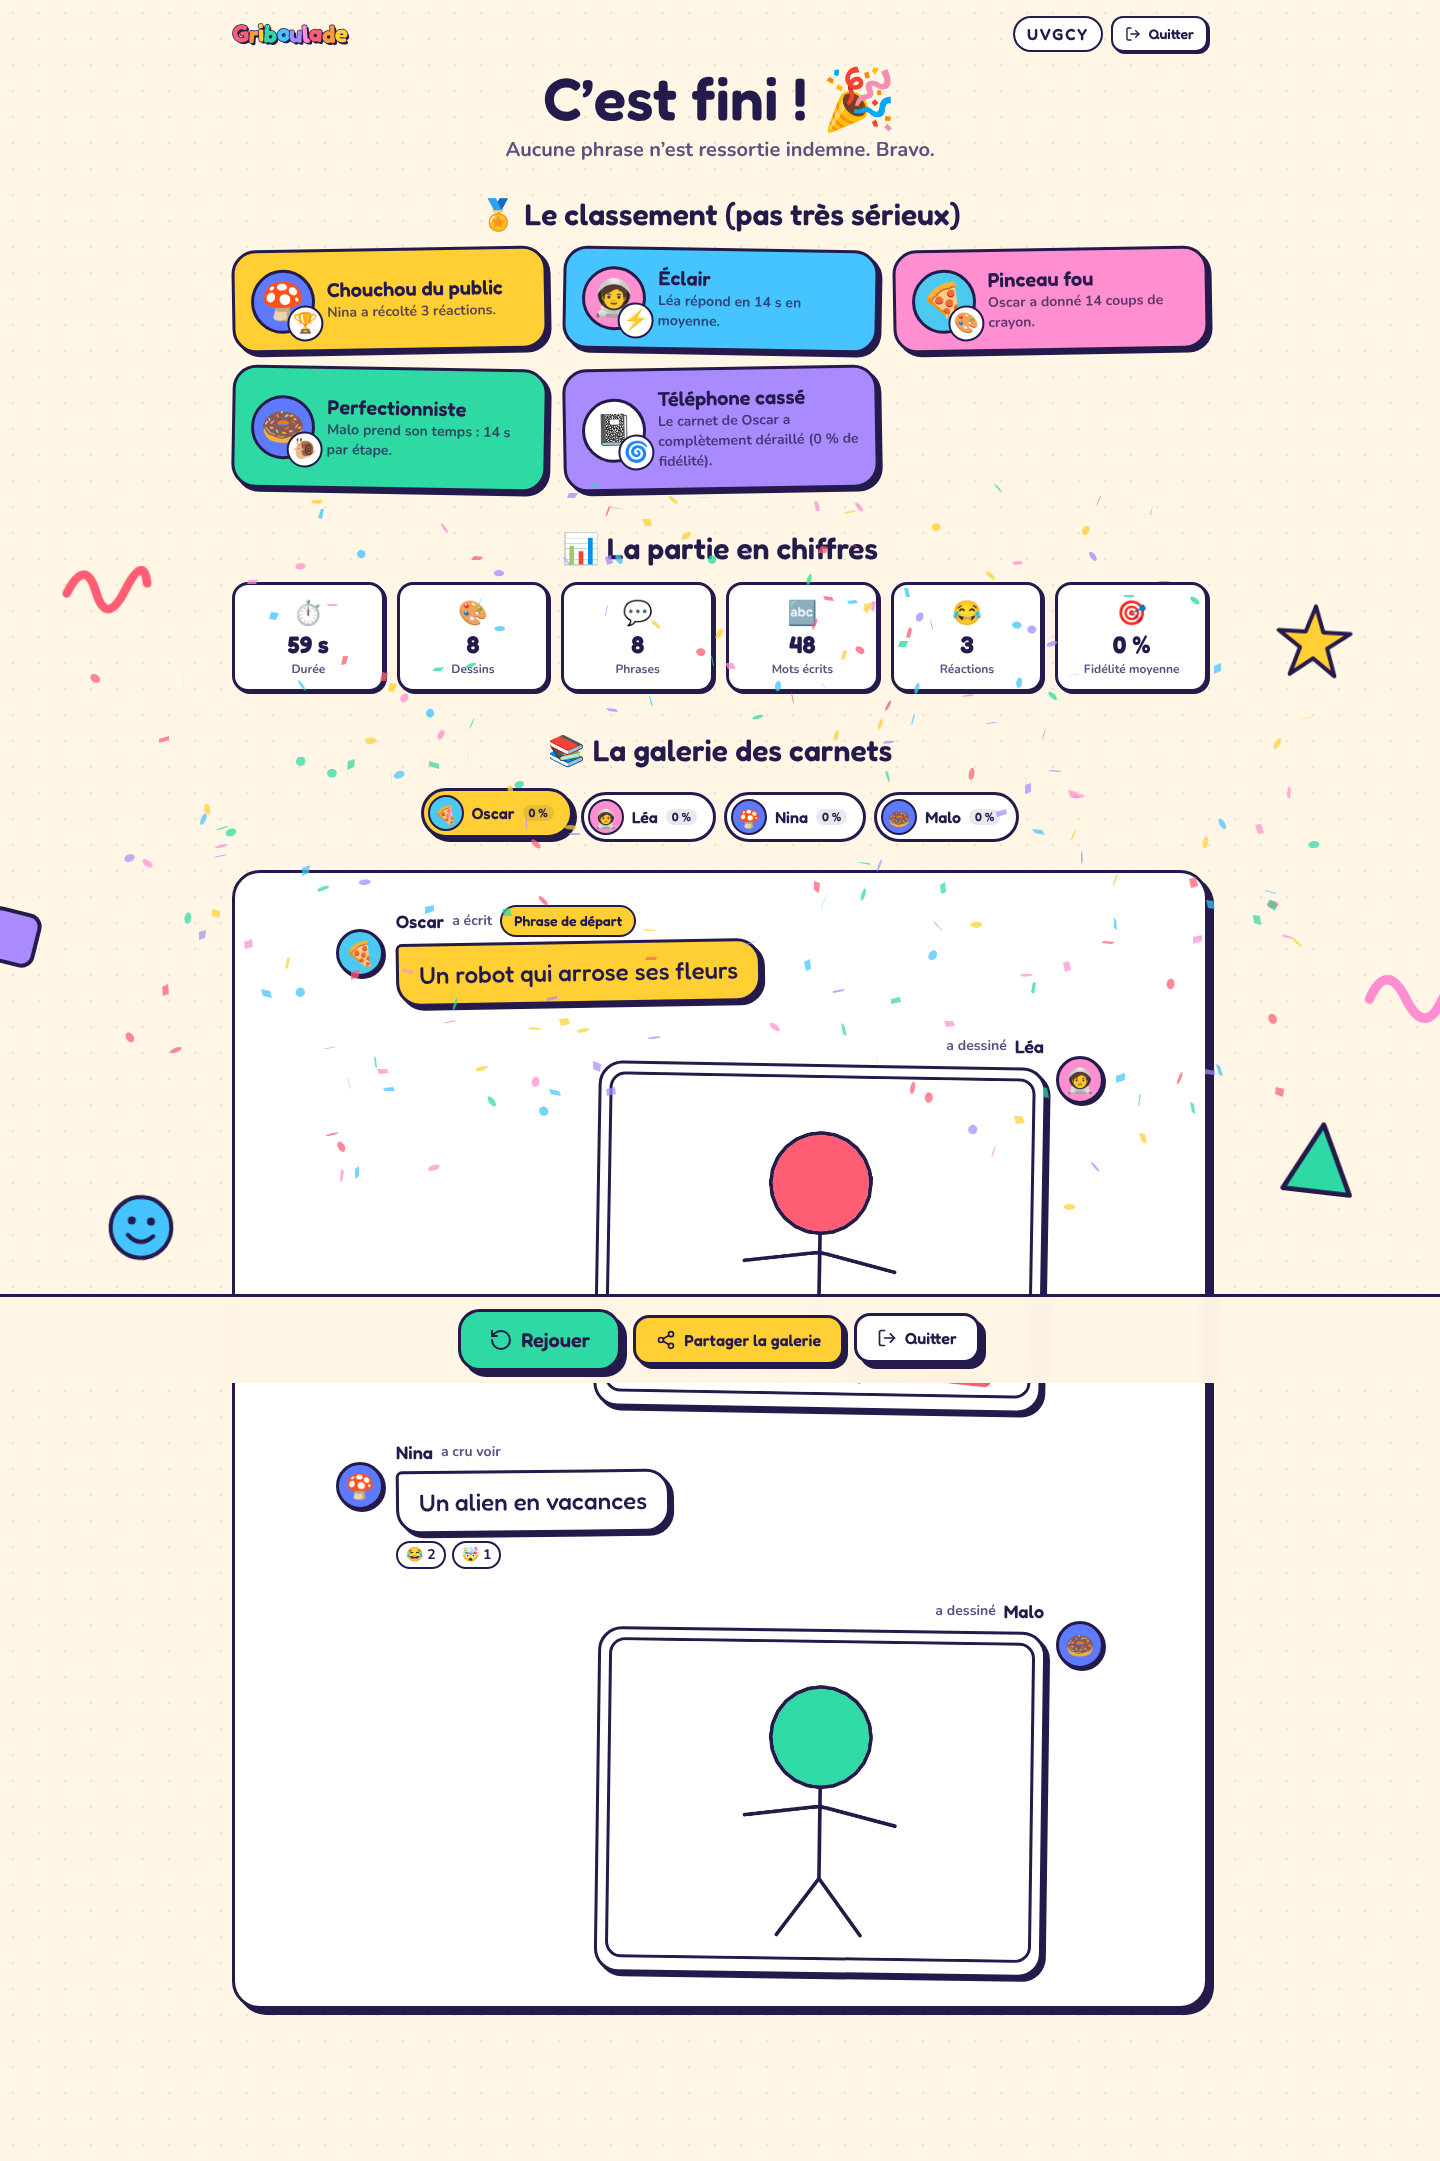 Griboulade
UVGCY
Quitter
C’est fini !
Aucune phrase n’est ressortie indemne. Bravo.
Le classement (pas très sérieux)
Chouchou du public
Nina a récolté 3 réactions.
Éclair
Léa répond en 14 s en
moyenne.
Pinceau fou
Oscar a donné 14 coups de
crayon.
Perfectionniste
Malo prend son temps : 14 s
par étape.
Téléphone cassé
Le carnet de Oscar a
complètement déraillé (0 % de
fidélité).
La partie en chiffres
59 s
Durée
8
Dessins
8
Phrases
abc
48
Mots écrits
3
Réactions
0 %
Fidélité moyenne
La galerie des carnets
Oscar 0 %
Léa 0 %
Nina 0 %
Malo 0 %
Oscar a écrit Phrase de départ
Un robot qui arrose ses fleurs
a dessiné Léa
Rejouer
Partager la galerie
Quitter
Nina a cru voir
Un alien en vacances
2
1
a dessiné Malo